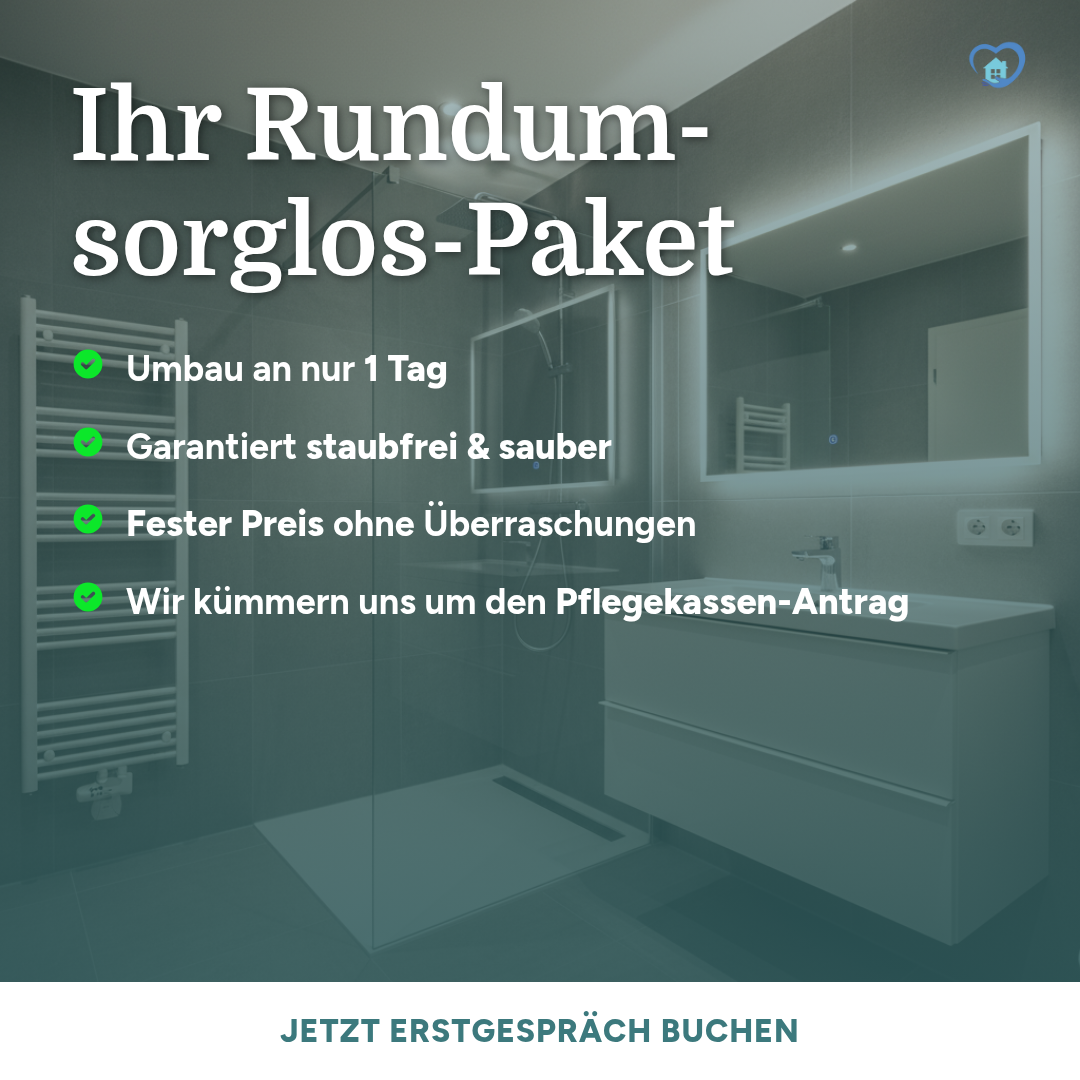 Ihr Rundum-
sorglos-Paket
Umbau an nur 1 Tag
Garantiert staubfrei & sauber
Fester Preis ohne Überraschungen
Wir kümmern uns um den Pflegekassen-Antrag
JETZT ERSTGESPRÄCH BUCHEN